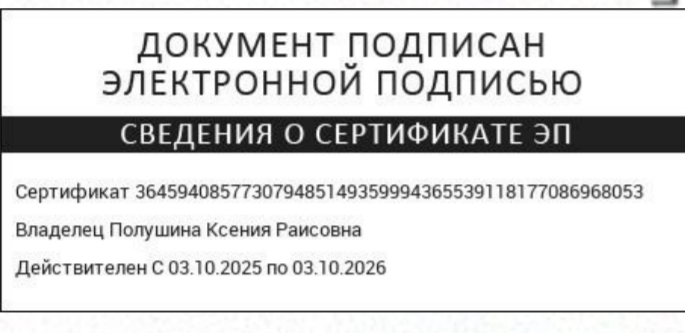 ДОКУМЕНТ ПОДПИСАН
ЭЛЕКТРОННОЙ ПОДПИСЬЮ
СВЕДЕНИЯ О СЕРТИФИКАТЕ ЭП
Сертификат 364594085773079485149359994365539118177086968053
Владелец Полушина Ксения Раисовна
Действителен С 03.10.2025 по 03.10.2026